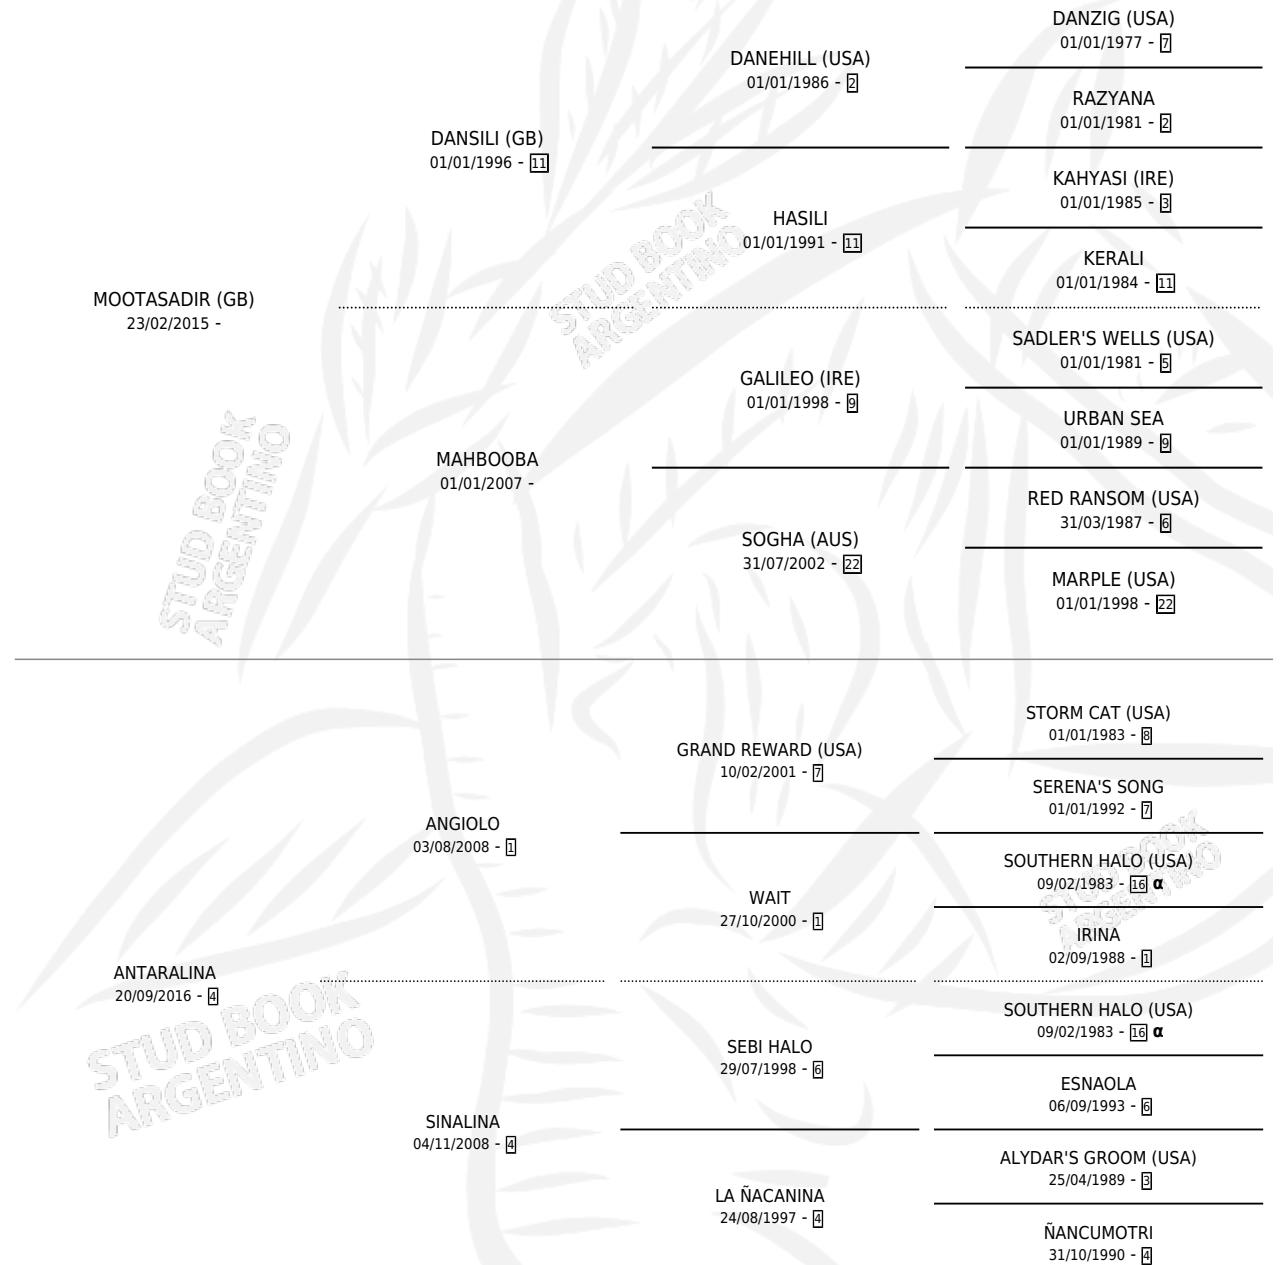 DANZIG (USA)
01/01/1977 - 7
DANEHILL (USA)
01/01/1986 - 2
RAZYANA
01/01/1981 - 2
DANSILI (GB)
01/01/1996 - 11
KAHYASI (IRE)
01/01/1985 - 3
HASILI
01/01/1991 - 11
KERALI
01/01/1984 - 11
MOOTASADIR (GB)
23/02/2015 -
SADLER'S WELLS (USA)
01/01/1981 - 5
GALILEO (IRE)
01/01/1998 - 9
URBAN SEA
01/01/1989 - 9
MAHBOOBA
01/01/2007 -
RED RANSOM (USA)
31/03/1987 - 6
SOGHA (AUS)
31/07/2002 - 22
MARPLE (USA)
01/01/1998 - 22
STORM CAT (USA)
01/01/1983 - 8
GRAND REWARD (USA)
10/02/2001 - 7
SERENA'S SONG
01/01/1992 - 7
ANGIOLO
03/08/2008 - 1
SOUTHERN HALO (USA)
09/02/1983 - 16 α
WAIT
27/10/2000 - 1
IRINA
02/09/1988 - 1
ANTARALINA
20/09/2016 - 4
SOUTHERN HALO (USA)
09/02/1983 - 16 α
SEBI HALO
29/07/1998 - 6
ESNAOLA
06/09/1993 - 6
SINALINA
04/11/2008 - 4
ALYDAR'S GROOM (USA)
25/04/1989 - 3
LA ÑACANINA
24/08/1997 - 4
ÑANCUMOTRI
31/10/1990 - 4
STUD BOOK
ARGENTINO
STUD BOOK
ARGENTINO
STUD BOOK
ARGENTINO
STUD BOOK
ARGENTINO